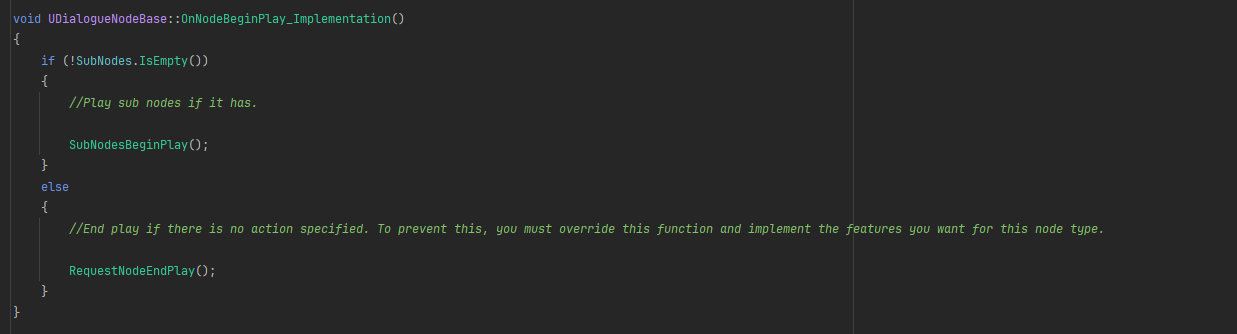 void UDialogueNodeBase::OnNodeBeginPlay_Implementation()
{
    if (!SubNodes.IsEmpty())
    {
        //Play sub nodes if it has.

        SubNodesBeginPlay();
    }
    else
    {
        //End play if there is no action specified. To prevent this, you must override this function and implement the features you want for this node type.

        RequestNodeEndPlay();
    }
}